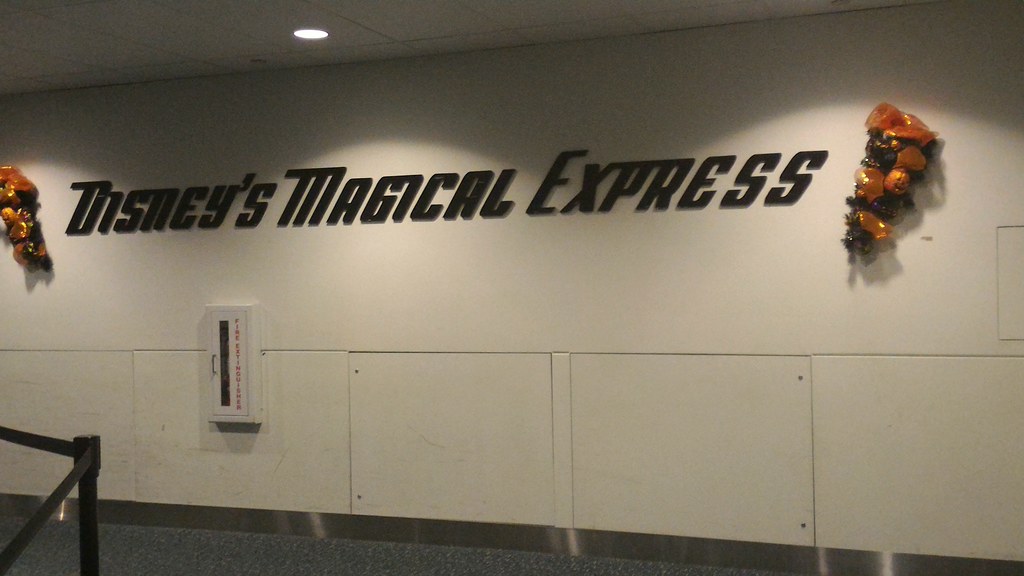 Disney's Magical Express
FIRE EXTINGUISHER